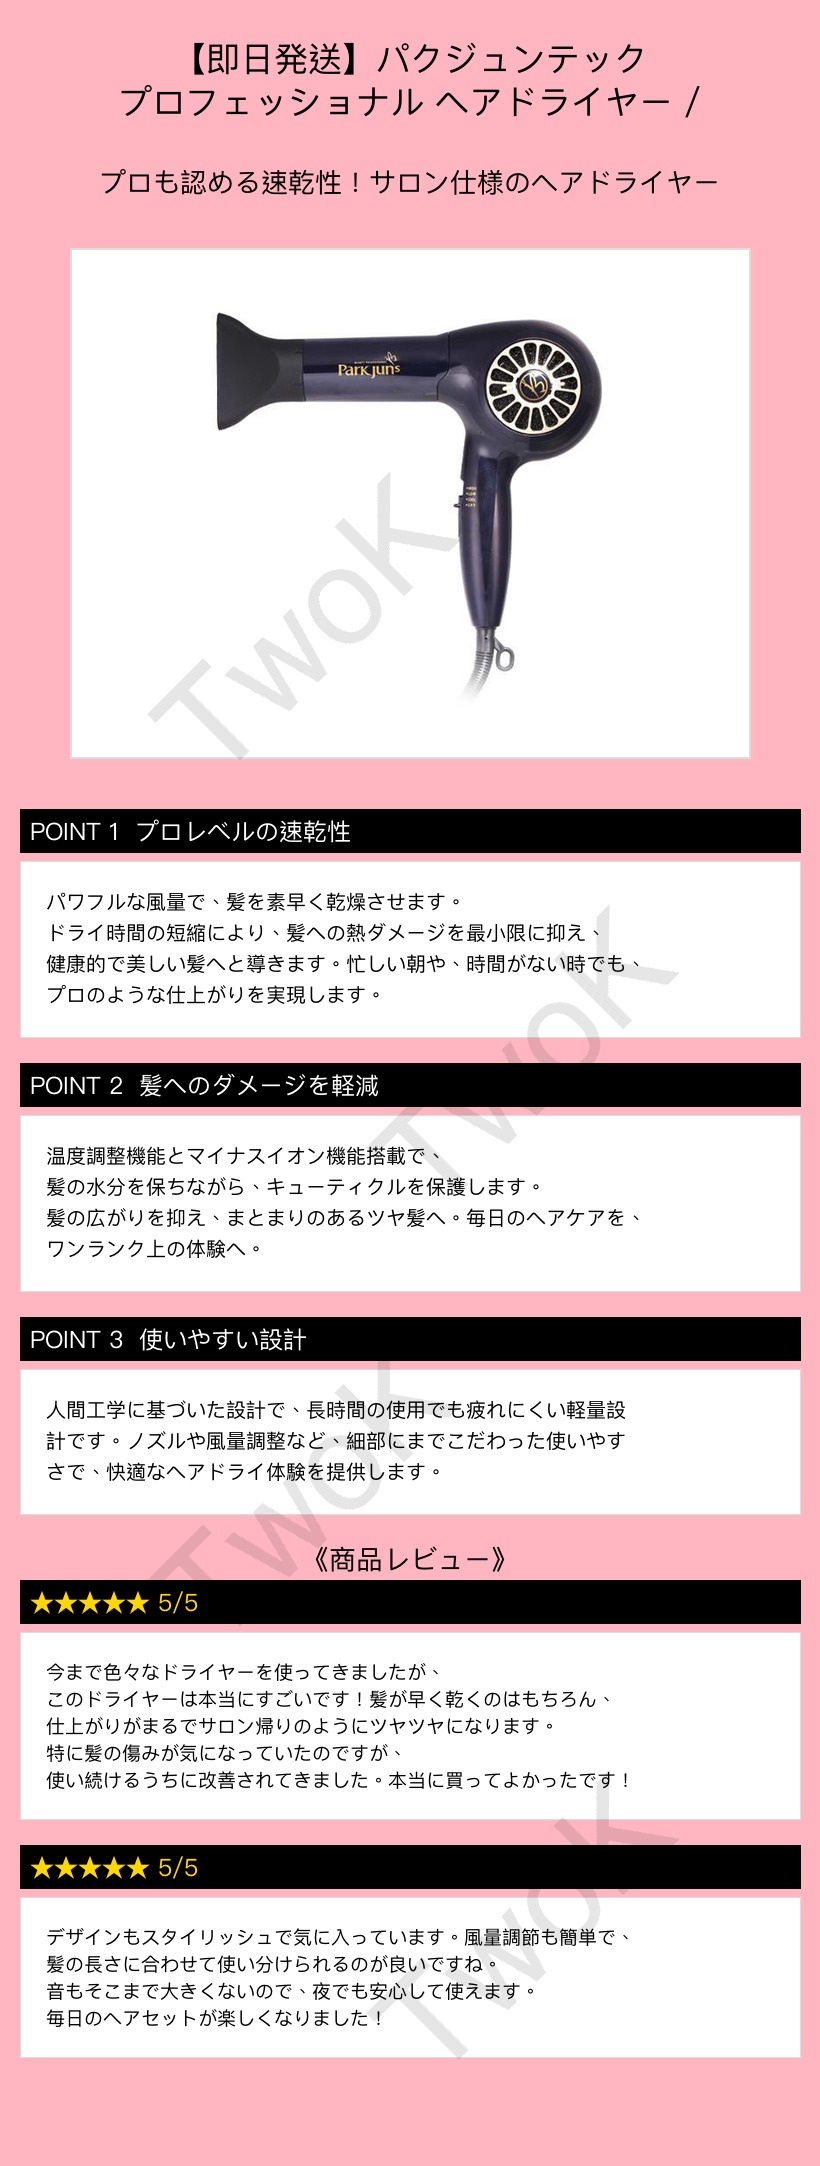 【即日発送】パクジュンテック
プロフェッショナル ヘアドライヤー /
プロも認める速乾性！サロン仕様のヘアドライヤー
ParkJun's
TwoK
POINT 1 プロレベルの速乾性
パワフルな風量で、髪を素早く乾燥させます。
ドライ時間の短縮により、髪への熱ダメージを最小限に抑え、
健康的で美しい髪へと導きます。忙しい朝や、時間がない時でも、
プロのような仕上がりを実現します。
TwoK
POINT 2 髪へのダメージを軽減
温度調整機能とマイナスイオン機能搭載で、
髪の水分を保ちながら、キューティクルを保護します。
髪の広がりを抑え、まとまりのあるツヤ髪へ。毎日のヘアケアを、
ワンランク上の体験へ。
POINT 3 使いやすい設計
人間工学に基づいた設計で、長時間の使用でも疲れにくい軽量設
計です。ノズルや風量調整など、細部にまでこだわった使いやす
さで、快適なヘアドライ体験を提供します。
TwoK
《商品レビュー》
★★★★★ 5/5
今まで色々なドライヤーを使ってきましたが、
このドライヤーは本当にすごいです！髪が早く乾くのはもちろん、
仕上がりがまるでサロン帰りのようにツヤツヤになります。
特に髪の傷みが気になっていたのですが、
使い続けるうちに改善されてきました。本当に買ってよかったです！
★★★★★ 5/5
デザインもスタイリッシュで気に入っています。風量調節も簡単で、
髪の長さに合わせて使い分けられるのが良いですね。
音もそこまで大きくないので、夜でも安心して使えます。
毎日のヘアセットが楽しくなりました！
TwoK